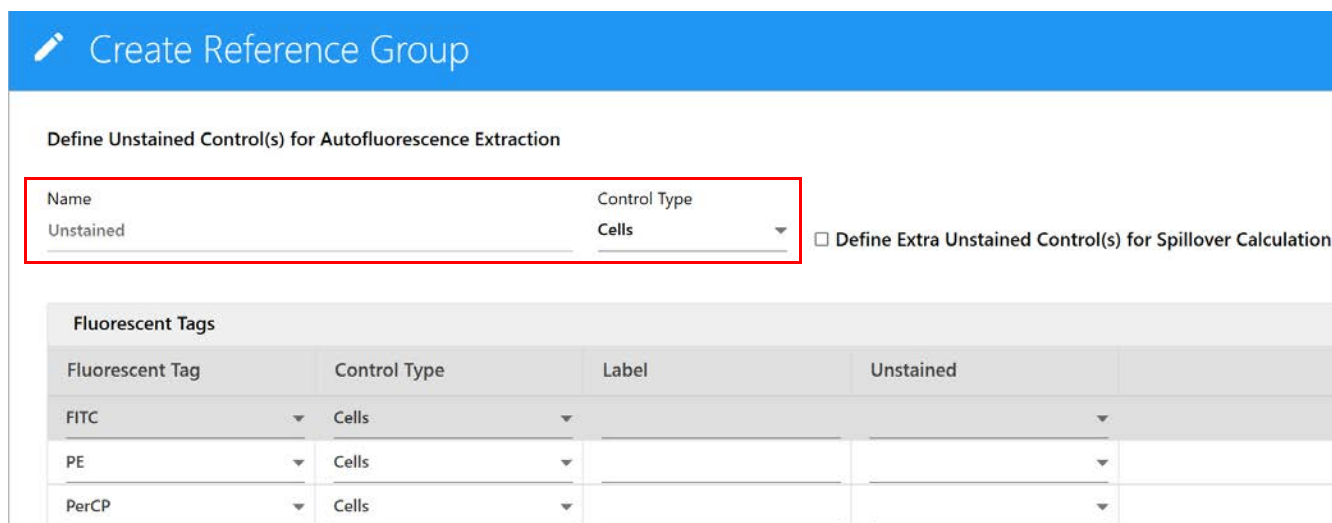 Create Reference Group
Define Unstained Control(s) for Autofluorescence Extraction
Name Control Type
Unstained Cells
Define Extra Unstained Control(s) for Spillover Calculation
Fluorescent Tags
Fluorescent Tag Control Type Label Unstained
FITC Cells
PE Cells
PerCP Cells